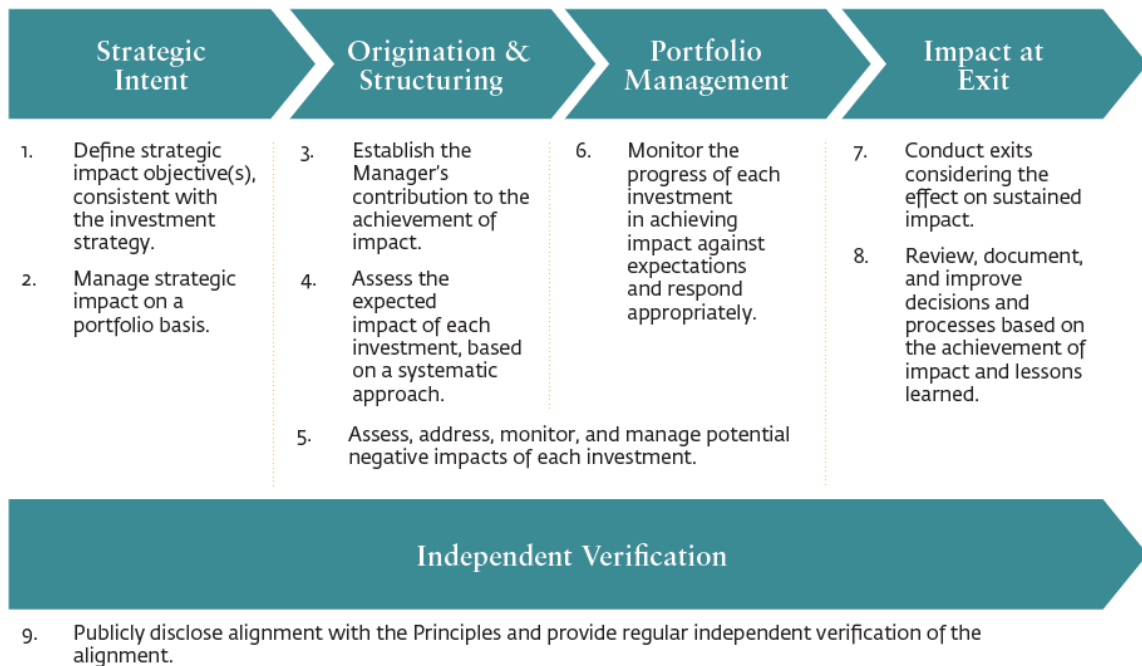 Strategic
Intent
Origination &
Structuring
Portfolio
Management
Impact at
Exit
1. Define strategic
impact objective(s),
consistent with
the investment
strategy.
2. Manage strategic
impact on a
portfolio basis.
3. Establish the
Manager's
contribution to the
achievement of
impact.
4. Assess the
expected
impact of each
investment, based
on a systematic
approach.
6. Monitor the
progress of each
investment
in achieving
impact against
expectations
and respond
appropriately.
5. Assess, address, monitor, and manage potential
negative impacts of each investment.
7. Conduct exits
considering the
effect on sustained
impact.
8. Review, document,
and improve
decisions and
processes based on
the achievement of
impact and lessons
learned.
Independent Verification
9. Publicly disclose alignment with the Principles and provide regular independent verification of the
alignment.